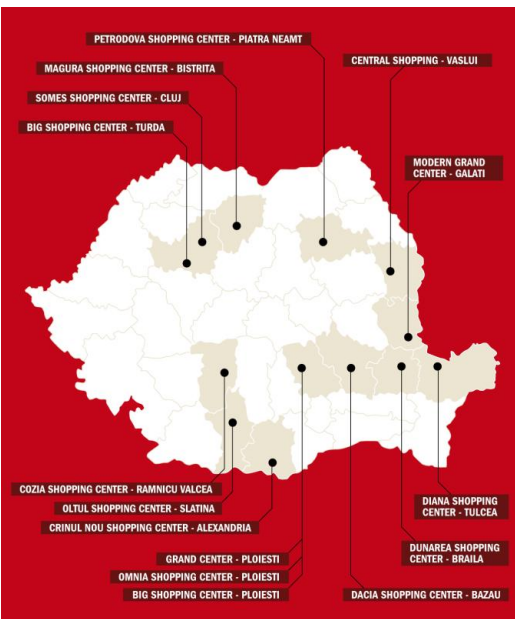 PETRODOVA SHOPPING CENTER - PIATRA NEAMT
CENTRAL SHOPPING - VASLUI
MAGURA SHOPPING CENTER - BISTRITA
SOMES SHOPPING CENTER - CLUJ
BIG SHOPPING CENTER - TURDA
MODERN GRAND
CENTER - GALATI
COZIA SHOPPING CENTER - RAMNICU VALCEA
OLTUL SHOPPING CENTER - SLATINA
CRINUL NOU SHOPPING CENTER - ALEXANDRIA
DIANA SHOPPING
CENTER - TULCEA
GRAND CENTER - PLOIESTI
OMNIA SHOPPING CENTER - PLOIESTI
BIG SHOPPING CENTER - PLOIESTI
DUNAREA SHOPPING
CENTER - BRAILA
DACIA SHOPPING CENTER - BAZAU